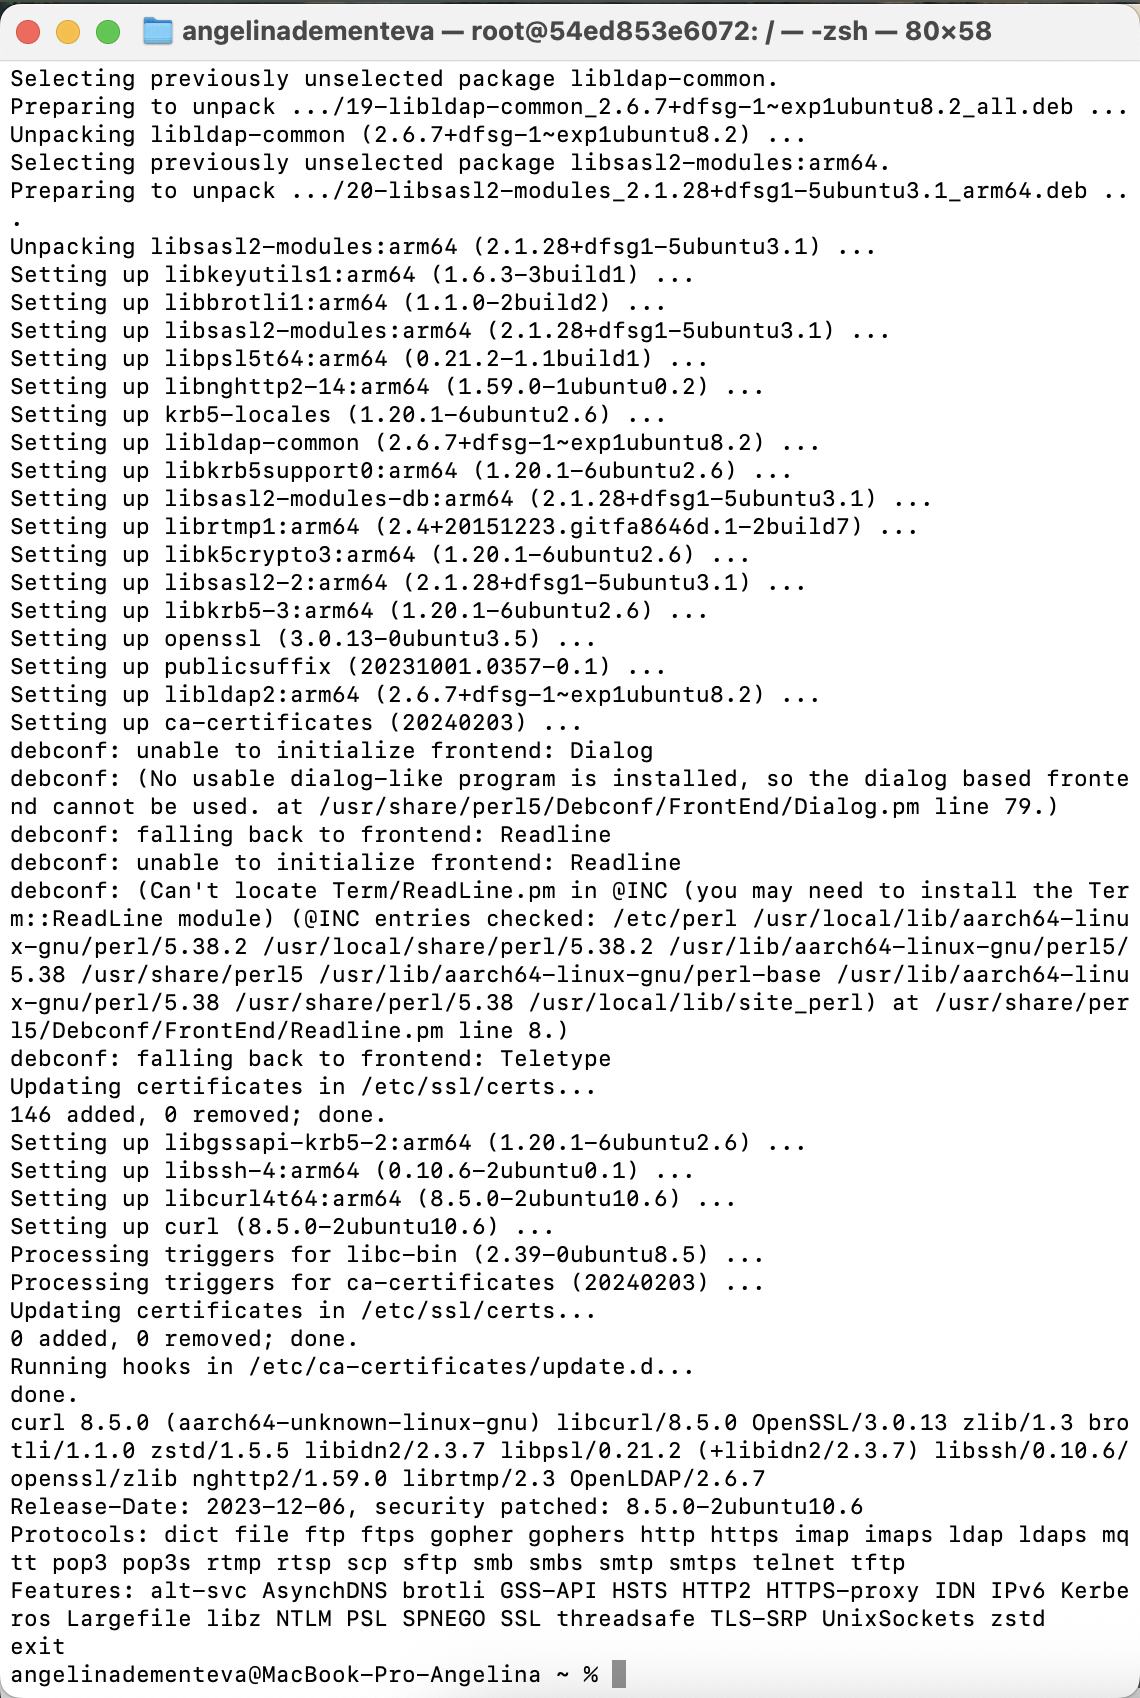 angelinadementeva — root@54ed853e6072: / — -zsh — 80×58
Selecting previously unselected package libldap-common.
Preparing to unpack .../19-libldap-common_2.6.7+dfsg-1~exp1ubuntu8.2_all.deb ...
Unpacking libldap-common (2.6.7+dfsg-1~exp1ubuntu8.2) ...
Selecting previously unselected package libsasl2-modules:arm64.
Preparing to unpack .../20-libsasl2-modules_2.1.28+dfsg1-5ubuntu3.1_arm64.deb ..
.
Unpacking libsasl2-modules:arm64 (2.1.28+dfsg1-5ubuntu3.1) ...
Setting up libkeyutils1:arm64 (1.6.3-3build1) ...
Setting up libbrotli1:arm64 (1.1.0-2build2) ...
Setting up libsasl2-modules:arm64 (2.1.28+dfsg1-5ubuntu3.1) ...
Setting up libpsl5t64:arm64 (0.21.2-1.1build1) ...
Setting up libnghttp2-14:arm64 (1.59.0-1ubuntu0.2) ...
Setting up krb5-locales (1.20.1-6ubuntu2.6) ...
Setting up libldap-common (2.6.7+dfsg-1~exp1ubuntu8.2) ...
Setting up libkrb5support0:arm64 (1.20.1-6ubuntu2.6) ...
Setting up libsasl2-modules-db:arm64 (2.1.28+dfsg1-5ubuntu3.1) ...
Setting up librtmp1:arm64 (2.4+20151223.gitfa8646d.1-2build7) ...
Setting up libk5crypto3:arm64 (1.20.1-6ubuntu2.6) ...
Setting up libsasl2-2:arm64 (2.1.28+dfsg1-5ubuntu3.1) ...
Setting up libkrb5-3:arm64 (1.20.1-6ubuntu2.6) ...
Setting up openssl (3.0.13-0ubuntu3.5) ...
Setting up publicsuffix (20231001.0357-0.1) ...
Setting up libldap2:arm64 (2.6.7+dfsg-1~exp1ubuntu8.2) ...
Setting up ca-certificates (20240203) ...
debconf: unable to initialize frontend: Dialog
debconf: (No usable dialog-like program is installed, so the dialog based fronte
nd cannot be used. at /usr/share/perl5/Debconf/FrontEnd/Dialog.pm line 79.)
debconf: falling back to frontend: Readline
debconf: unable to initialize frontend: Readline
debconf: (Can't locate Term/ReadLine.pm in @INC (you may need to install the Ter
m::ReadLine module) (@INC entries checked: /etc/perl /usr/local/lib/aarch64-linu
x-gnu/perl/5.38.2 /usr/local/share/perl/5.38.2 /usr/lib/aarch64-linux-gnu/perl5/
5.38 /usr/share/perl5 /usr/lib/aarch64-linux-gnu/perl-base /usr/lib/aarch64-linu
x-gnu/perl/5.38 /usr/share/perl/5.38 /usr/local/lib/site_perl) at /usr/share/per
l5/Debconf/FrontEnd/Readline.pm line 8.)
debconf: falling back to frontend: Teletype
Updating certificates in /etc/ssl/certs...
146 added, 0 removed; done.
Setting up libgssapi-krb5-2:arm64 (1.20.1-6ubuntu2.6) ...
Setting up libssh-4:arm64 (0.10.6-2ubuntu0.1) ...
Setting up libcurl4t64:arm64 (8.5.0-2ubuntu10.6) ...
Setting up curl (8.5.0-2ubuntu10.6) ...
Processing triggers for libc-bin (2.39-0ubuntu8.5) ...
Processing triggers for ca-certificates (20240203) ...
Updating certificates in /etc/ssl/certs...
0 added, 0 removed; done.
Running hooks in /etc/ca-certificates/update.d...
done.
curl 8.5.0 (aarch64-unknown-linux-gnu) libcurl/8.5.0 OpenSSL/3.0.13 zlib/1.3 bro
tli/1.1.0 zstd/1.5.5 libidn2/2.3.7 libpsl/0.21.2 (+libidn2/2.3.7) libssh/0.10.6/
openssl/zlib nghttp2/1.59.0 librtmp/2.3 OpenLDAP/2.6.7
Release-Date: 2023-12-06, security patched: 8.5.0-2ubuntu10.6
Protocols: dict file ftp ftps gopher gophers http https imap imaps ldap ldaps mq
tt pop3 pop3s rtmp rtsp scp sftp smb smbs smtp smtps telnet tftp
Features: alt-svc AsynchDNS brotli GSS-API HSTS HTTP2 HTTPS-proxy IDN IPv6 Kerbe
ros Largefile libz NTLM PSL SPNEGO SSL threadsafe TLS-SRP UnixSockets zstd
exit
angelinadementeva@MacBook-Pro-Angelina ~ %